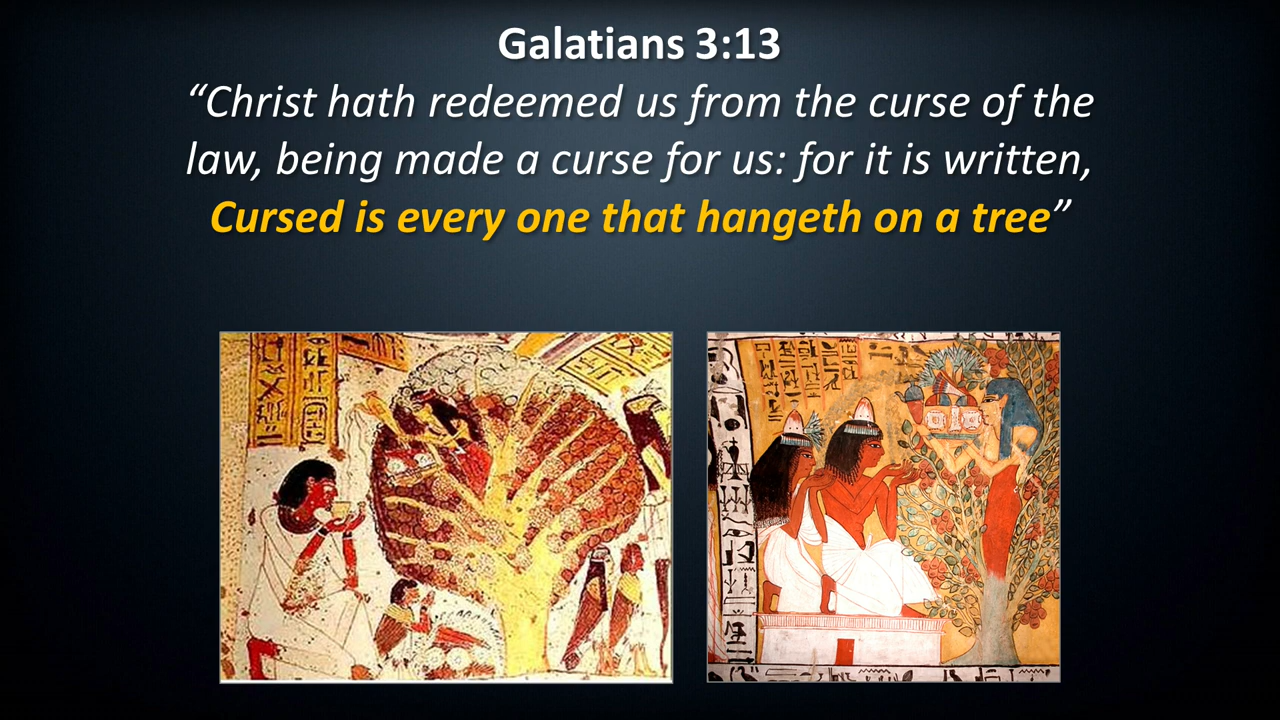 Galatians 3:13
“Christ hath redeemed us from the curse of the
law, being made a curse for us: for it is written,
Cursed is every one that hangeth on a tree”